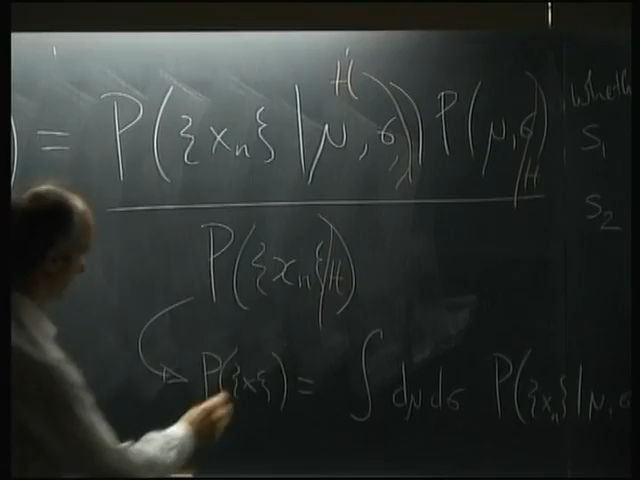 ) = P({xₙ} | μ, σ, H) P(μ, σ | H)
P({xₙ} | H)
P({x}) = ∫ dμ dσ P({xₙ} | μ, σ
S₁
S₂